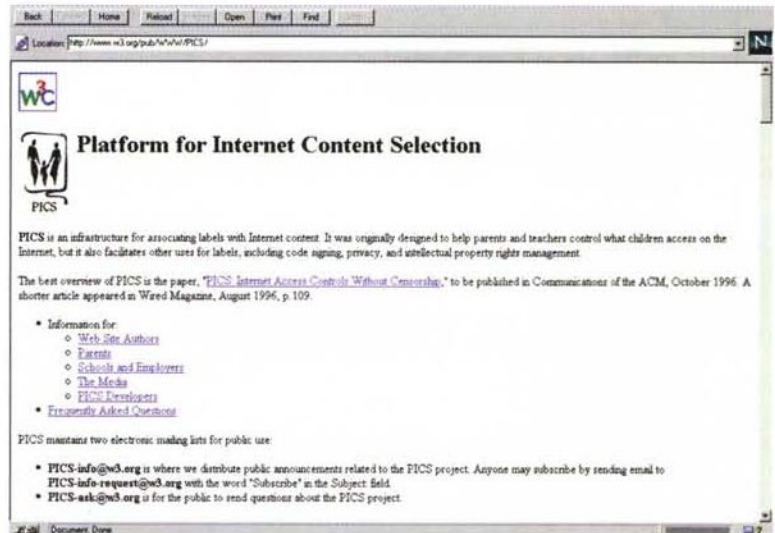 Back Home Reload Open Print Find
Location: http://www.w3.org/pub/WWW/PICS/
N
W3C
Platform for Internet Content Selection
PICS
PICS is an infrastructure for associating labels with Internet content. It was originally designed to help parents and teachers control what children access on the
Internet, but it also facilitates other uses for labels, including code signing, privacy, and intellectual property rights management.
The best overview of PICS is the paper, "PICS: Internet Access Controls Without Censorship," to be published in Communications of the ACM, October 1996. A
shorter article appeared in Wired Magazine, August 1996, p.109.
• Information for:
○ Web Site Authors
○ Parents
○ Schools and Employers
○ The Media
○ PICS Developers
• Frequently Asked Questions
PICS maintains two electronic mailing lists for public use:
• PICS-info@w3.org is where we distribute public announcements related to the PICS project. Anyone may subscribe by sending email to
PICS-info-request@w3.org with the word "Subscribe" in the Subject: field.
• PICS-ask@w3.org is for the public to send questions about the PICS project.
Document: Done